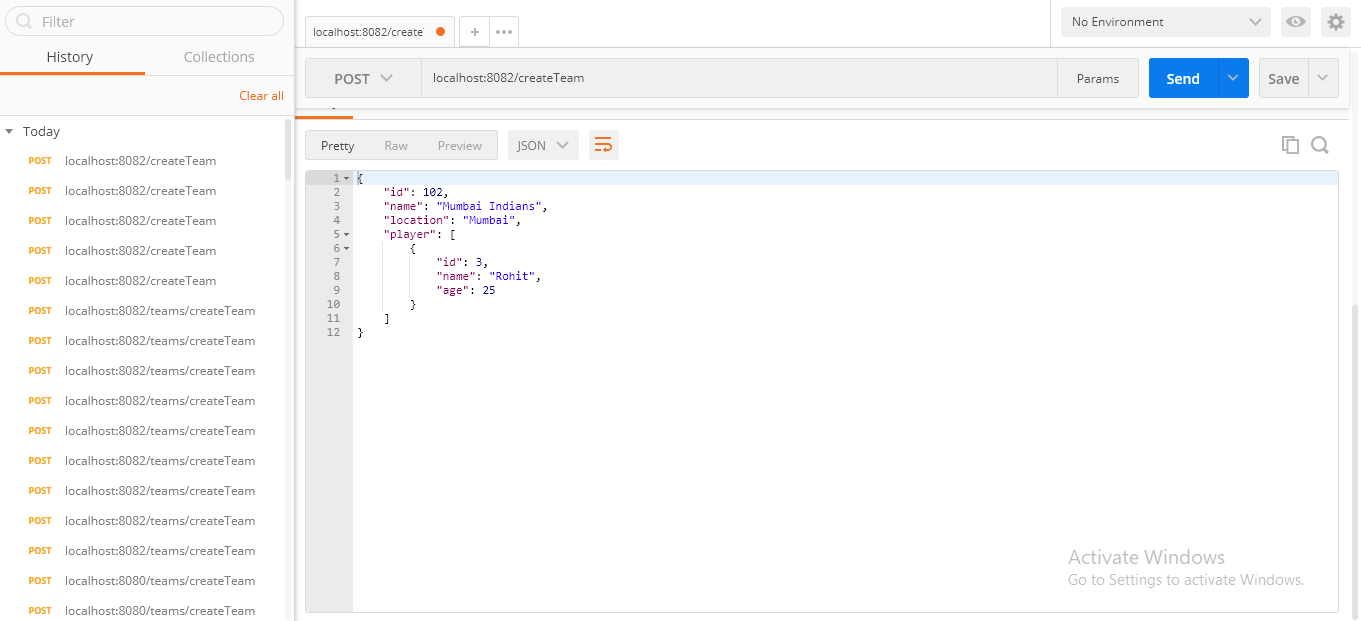 Filter
History Collections
Clear all
Today
POST localhost:8082/createTeam
POST localhost:8082/createTeam
POST localhost:8082/createTeam
POST localhost:8082/createTeam
POST localhost:8082/createTeam
POST localhost:8082/teams/createTeam
POST localhost:8082/teams/createTeam
POST localhost:8082/teams/createTeam
POST localhost:8082/teams/createTeam
POST localhost:8082/teams/createTeam
POST localhost:8082/teams/createTeam
POST localhost:8082/teams/createTeam
POST localhost:8082/teams/createTeam
POST localhost:8082/teams/createTeam
POST localhost:8080/teams/createTeam
POST localhost:8080/teams/createTeam
localhost:8082/create
No Environment
POST localhost:8082/createTeam Params Send Save
Pretty Raw Preview JSON
1 {
2 "id": 102,
3 "name": "Mumbai Indians",
4 "location": "Mumbai",
5 "player": [
6 {
7 "id": 3,
8 "name": "Rohit",
9 "age": 25
10 }
11 ]
12 }
Activate Windows
Go to Settings to activate Windows.